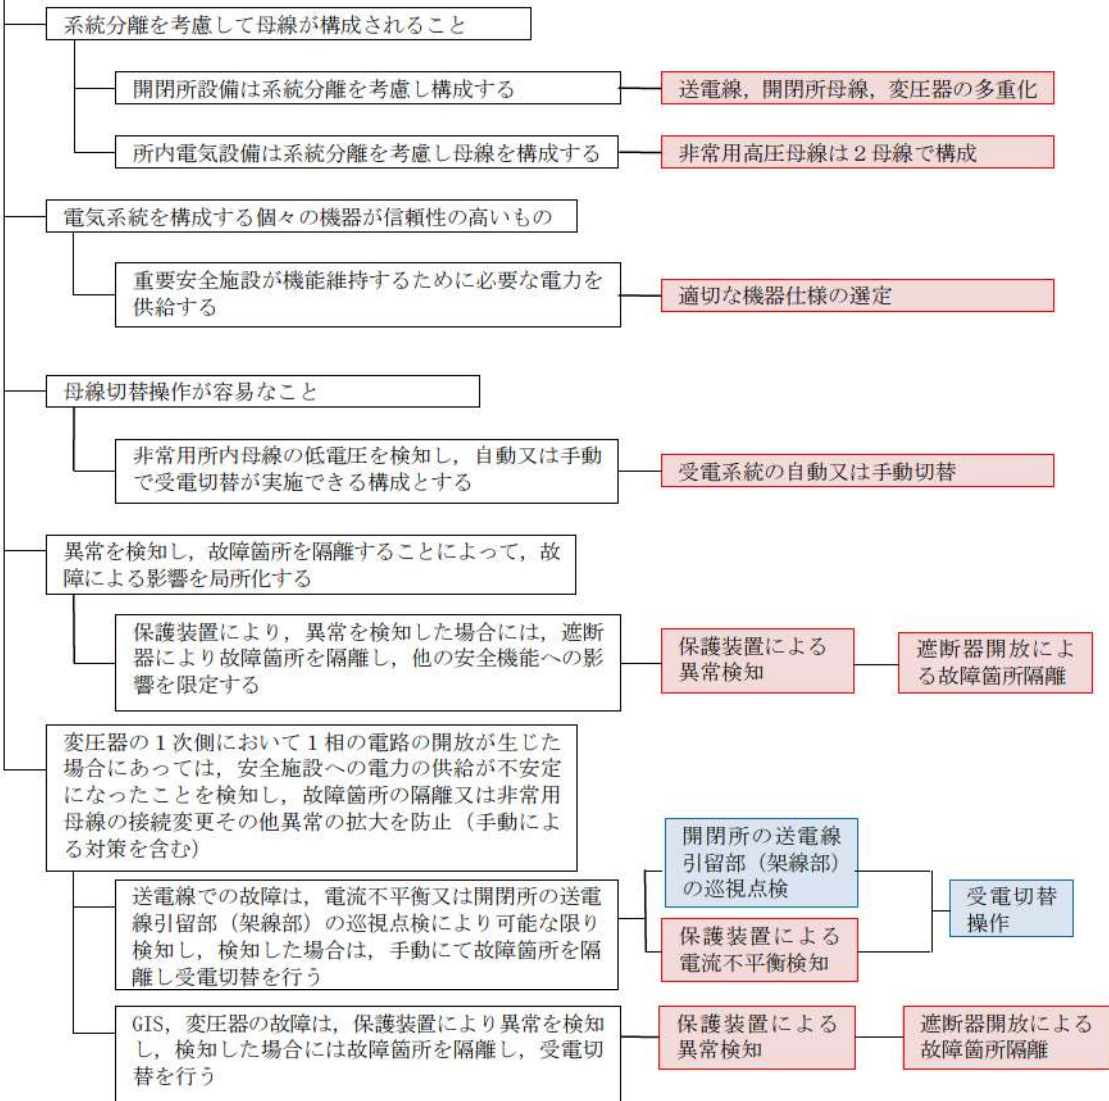 系統分離を考慮して母線が構成されること
開閉所設備は系統分離を考慮し構成する
送電線，開閉所母線，変圧器の多重化
所内電気設備は系統分離を考慮し母線を構成する
非常用高圧母線は２母線で構成
電気系統を構成する個々の機器が信頼性の高いもの
重要安全施設が機能維持するために必要な電力を
供給する
適切な機器仕様の選定
母線切替操作が容易なこと
非常用所内母線の低電圧を検知し，自動又は手動
で受電切替が実施できる構成とする
受電系統の自動又は手動切替
異常を検知し，故障箇所を隔離することによって，故
障による影響を局所化する
保護装置により，異常を検知した場合には，遮断
器により故障箇所を隔離し，他の安全機能への影
響を限定する
保護装置による
異常検知
遮断器開放によ
る故障箇所隔離
変圧器の１次側において１相の電路の開放が生じた
場合にあっては，安全施設への電力の供給が不安定
になったことを検知し，故障箇所の隔離又は非常用
母線の接続変更その他異常の拡大を防止（手動によ
る対策を含む）
送電線での故障は，電流不平衡又は開閉所の送電
線引留部（架線部）の巡視点検により可能な限り
検知し，検知した場合は，手動にて故障箇所を隔
離し受電切替を行う
開閉所の送電線
引留部（架線部）
の巡視点検
保護装置による
電流不平衡検知
受電切替
操作
GIS，変圧器の故障は，保護装置により異常を検知
し，検知した場合には故障箇所を隔離し，受電切
替を行う
保護装置による
異常検知
遮断器開放による
故障箇所隔離